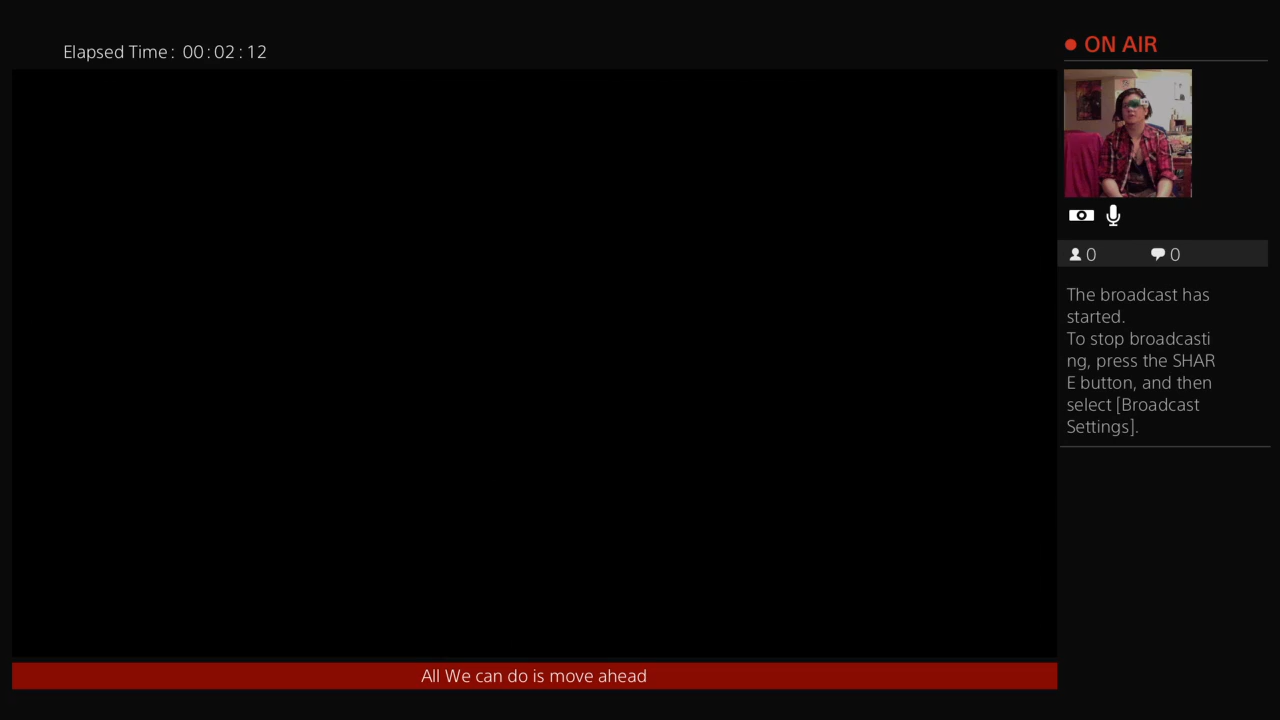 Elapsed Time: 00:02:12
ON AIR
0 0
The broadcast has
started.
To stop broadcasti
ng, press the SHAR
E button, and then
select [Broadcast
Settings].
All We can do is move ahead